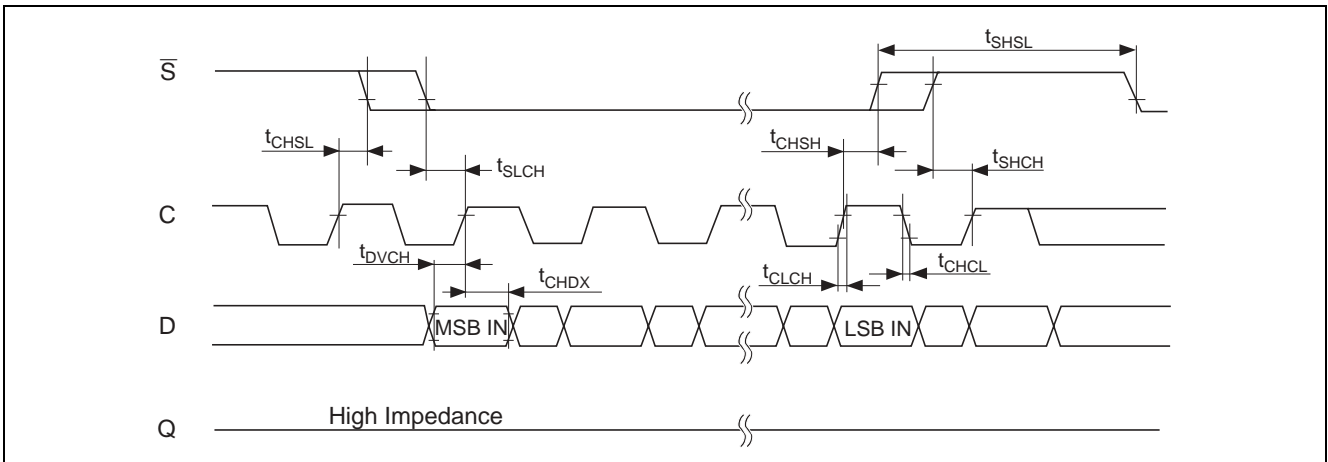 tSHSL
S̅
tCHSL
tSLCH
tCHSH
tSHCH
C
tDVCH
tCHDX
tCLCH
tCHCL
D
MSB IN
LSB IN
High Impedance
Q